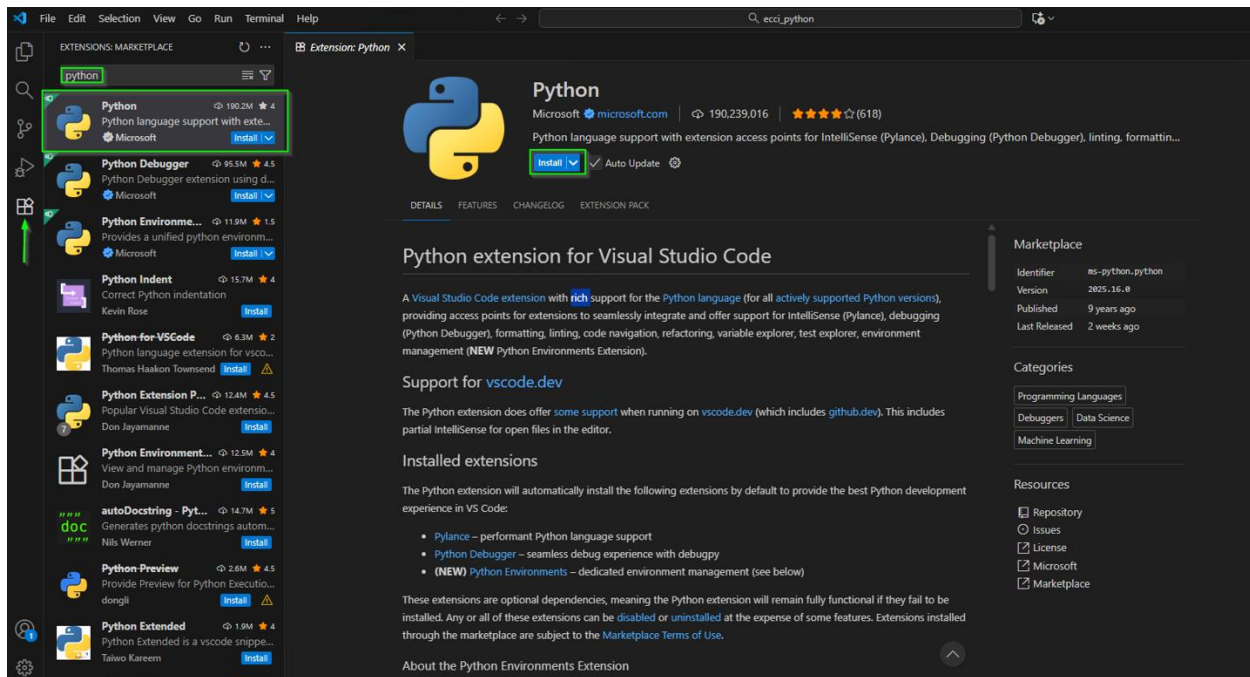 File Edit Selection View Go Run Terminal Help
ecci_python
EXTENSIONS: MARKETPLACE
python
Python 190.2M 4
Python language support with exte...
Microsoft Install
Python Debugger 95.5M 4.5
Python Debugger extension using d...
Microsoft Install
Python Environme... 11.9M 1.5
Provides a unified python environm...
Microsoft Install
Python Indent 15.7M 4
Correct Python indentation
Kevin Rose Install
Python for VSCode 6.3M 2
Python language extension for vsco...
Thomas Haakon Townsend Install
7
Python Extension P... 12.4M 4.5
Popular Visual Studio Code extensio...
Don Jayamanne Install
Python Environment... 12.5M 4
View and manage Python environm...
Don Jayamanne Install
""" doc """
autoDocstring - Pyt... 14.7M 5
Generates python docstrings autom...
Nils Werner Install
Python Preview 2.6M 4.5
Provide Preview for Python Executio...
dongli Install
Python Extended 1.9M 4
Python Extended is a vscode snippe...
Taiwo Kareem Install
1
Extension: Python
Python
Microsoft microsoft.com 190,239,016 (618)
Python language support with extension access points for IntelliSense (Pylance), Debugging (Python Debugger), linting, formattin...
Install Auto Update
DETAILS FEATURES CHANGELOG EXTENSION PACK
Python extension for Visual Studio Code
A Visual Studio Code extension with rich support for the Python language (for all actively supported Python versions),
providing access points for extensions to seamlessly integrate and offer support for IntelliSense (Pylance), debugging
(Python Debugger), formatting, linting, code navigation, refactoring, variable explorer, test explorer, environment
management (NEW Python Environments Extension).
Support for vscode.dev
The Python extension does offer some support when running on vscode.dev (which includes github.dev). This includes
partial IntelliSense for open files in the editor.
Installed extensions
The Python extension will automatically install the following extensions by default to provide the best Python development
experience in VS Code:
• Pylance – performant Python language support
• Python Debugger – seamless debug experience with debugpy
• (NEW) Python Environments – dedicated environment management (see below)
These extensions are optional dependencies, meaning the Python extension will remain fully functional if they fail to be
installed. Any or all of these extensions can be disabled or uninstalled at the expense of some features. Extensions installed
through the marketplace are subject to the Marketplace Terms of Use.
About the Python Environments Extension
Marketplace
Identifier ms-python.python
Version 2025.16.0
Published 9 years ago
Last Released 2 weeks ago
Categories
Programming Languages
Debuggers Data Science
Machine Learning
Resources
Repository
Issues
License
Microsoft
Marketplace